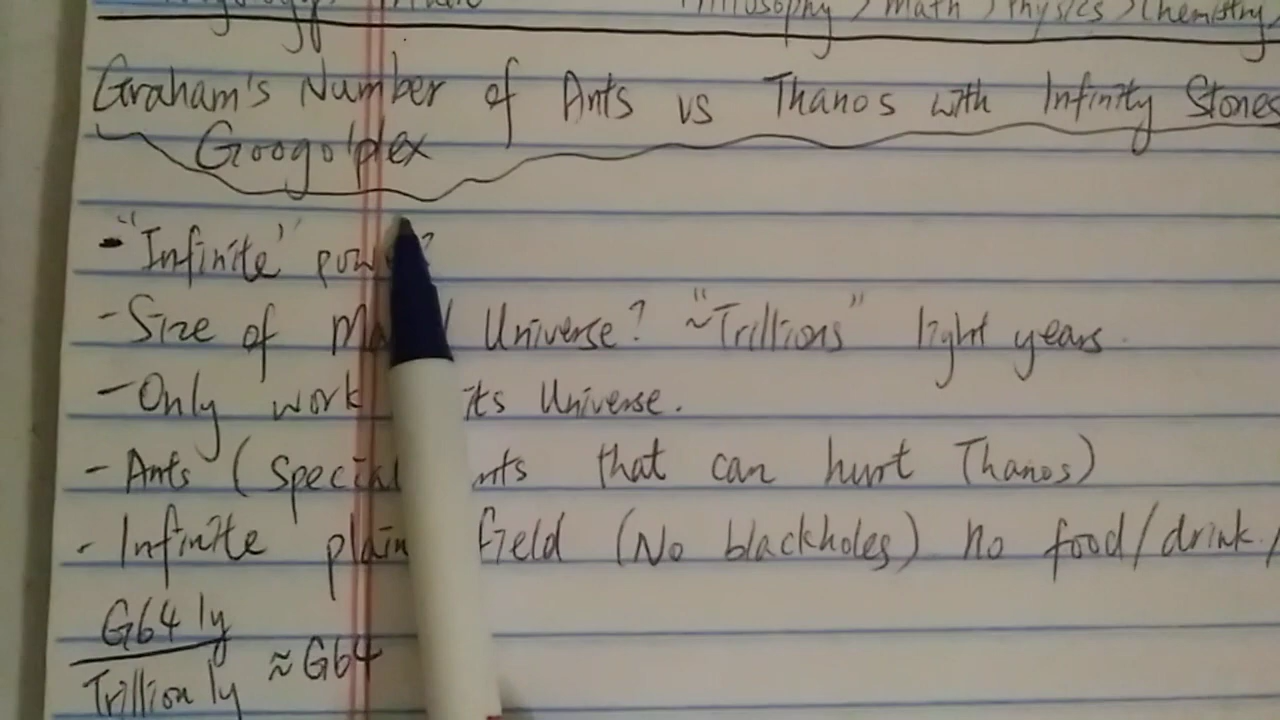 Philosophy, Math, Physics, Chemistry,
Graham's Number of Ants vs Thanos with Infinity Stones
Googolplex
- "Infinite" pow ?
- Size of Universe? ~"Trillions" light years.
- Only work its Universe.
- Ants (Special that can hurt Thanos)
- Infinite plain field (No blackholes) no food/drink/
G64 ly
Trillion ly ≈ G64